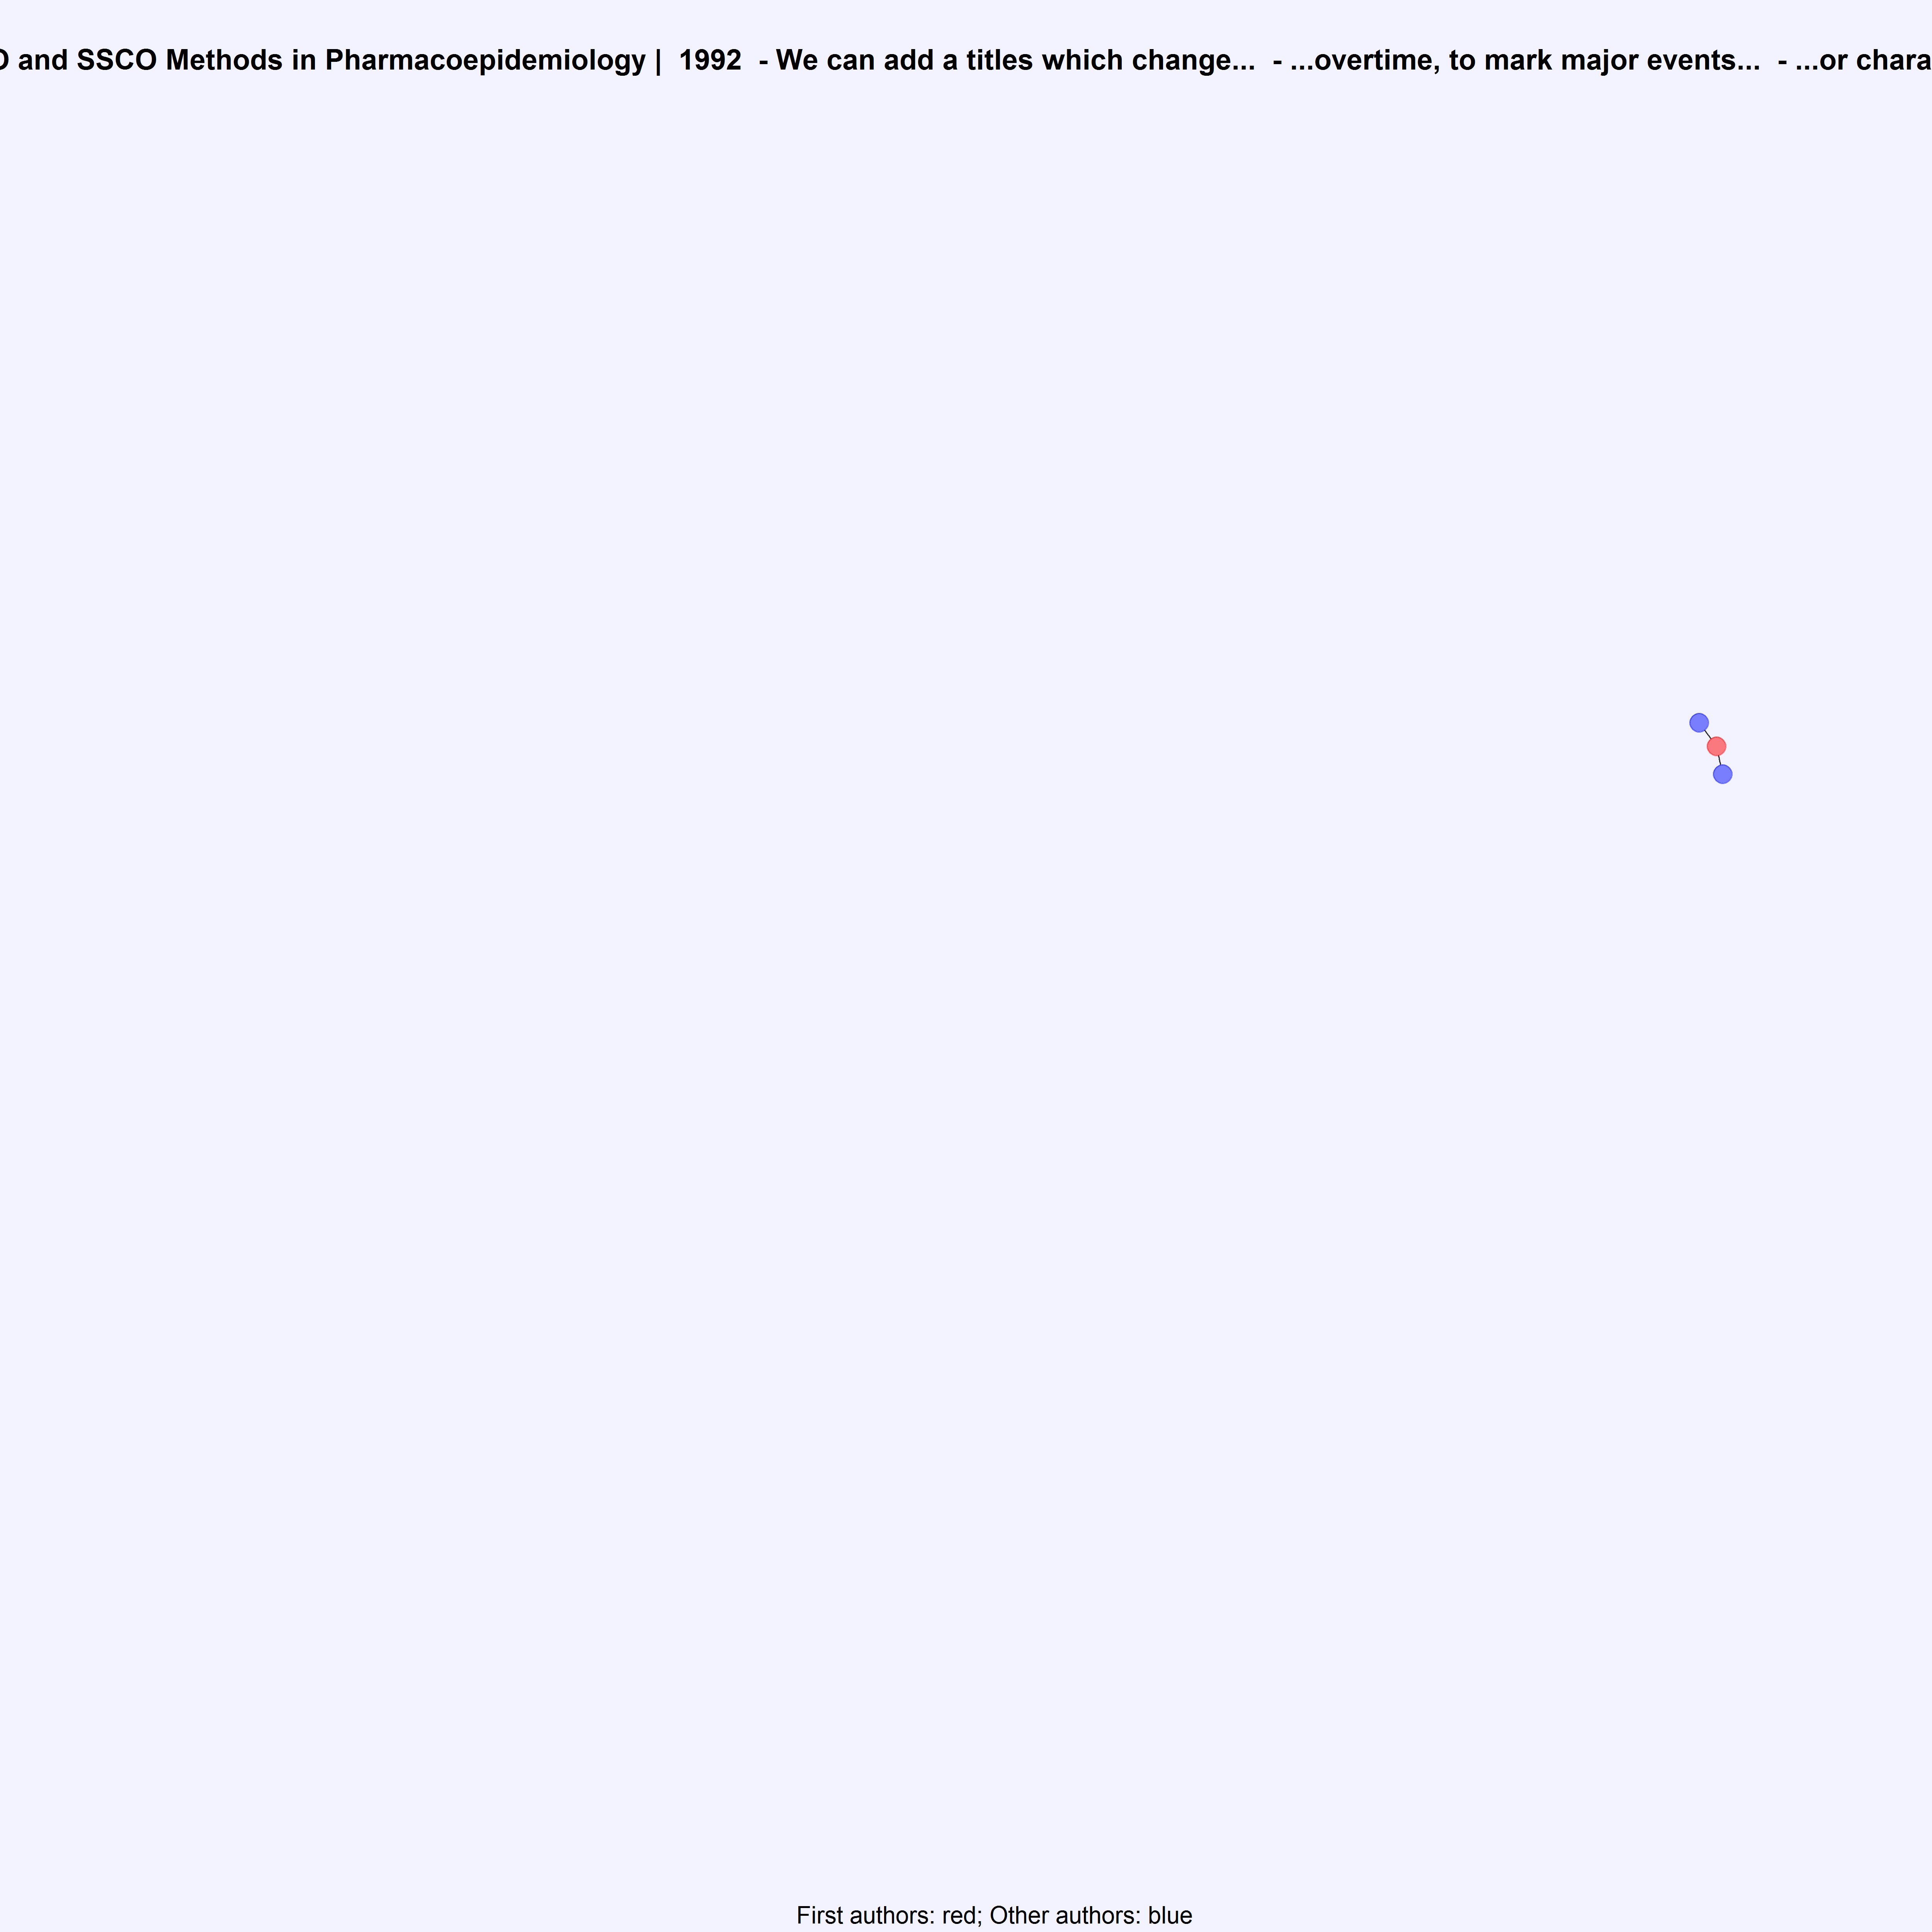 and SSCO Methods in Pharmacoepidemiology | 1992 - We can add a titles which change... - ...overtime, to mark major events... - ...or chara
First authors: red; Other authors: blue